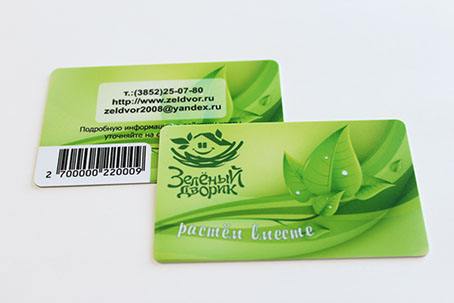 т.:(3852)25-07-80
http://www.zeldvor.ru
zeldvor2008@yandex.ru
Подробную
уточняйте на
2 700000 220009
Зелёный
дворик
растём вместе